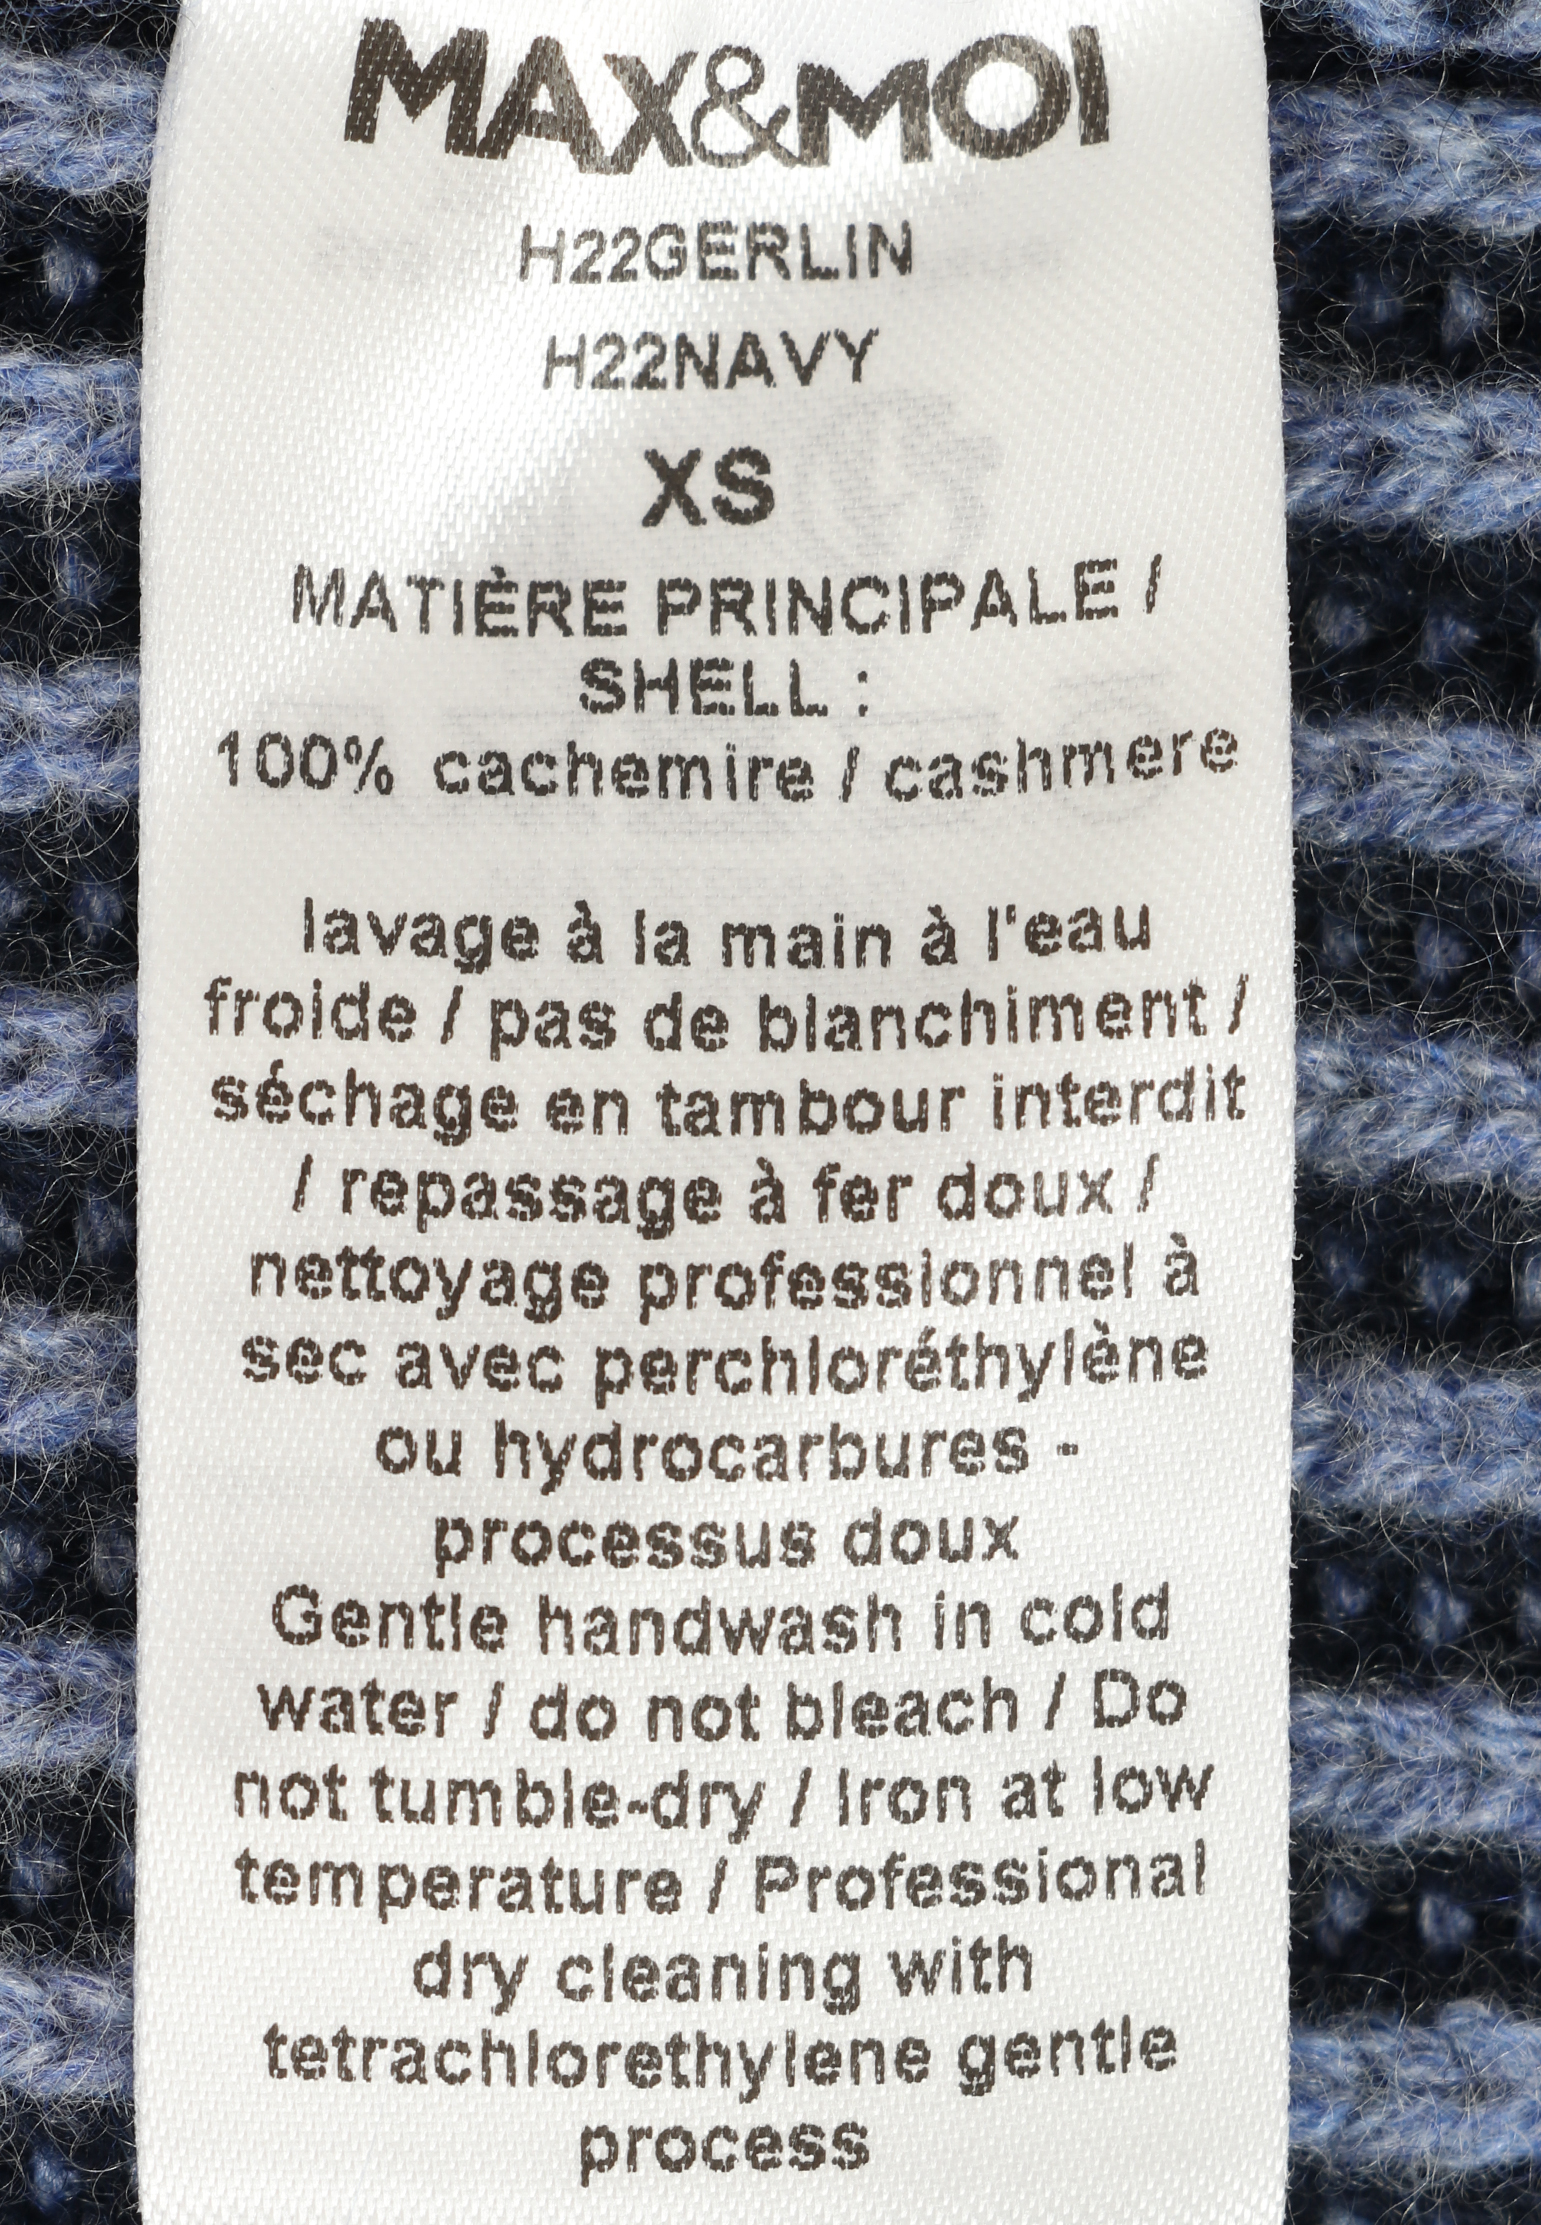 MAX&MOI
H22GERLIN
H22NAVY
XS
MATIÈRE PRINCIPALE /
SHELL :
100% cachemire / cashmere
lavage à la main à l'eau
froide / pas de blanchiment /
séchage en tambour interdit
/ repassage à fer doux /
nettoyage professionnel à
sec avec perchloréthylène
ou hydrocarbures -
processus doux
Gentle handwash in cold
water / do not bleach / Do
not tumble-dry / Iron at low
temperature / Professional
dry cleaning with
tetrachlorethylene gentle
process